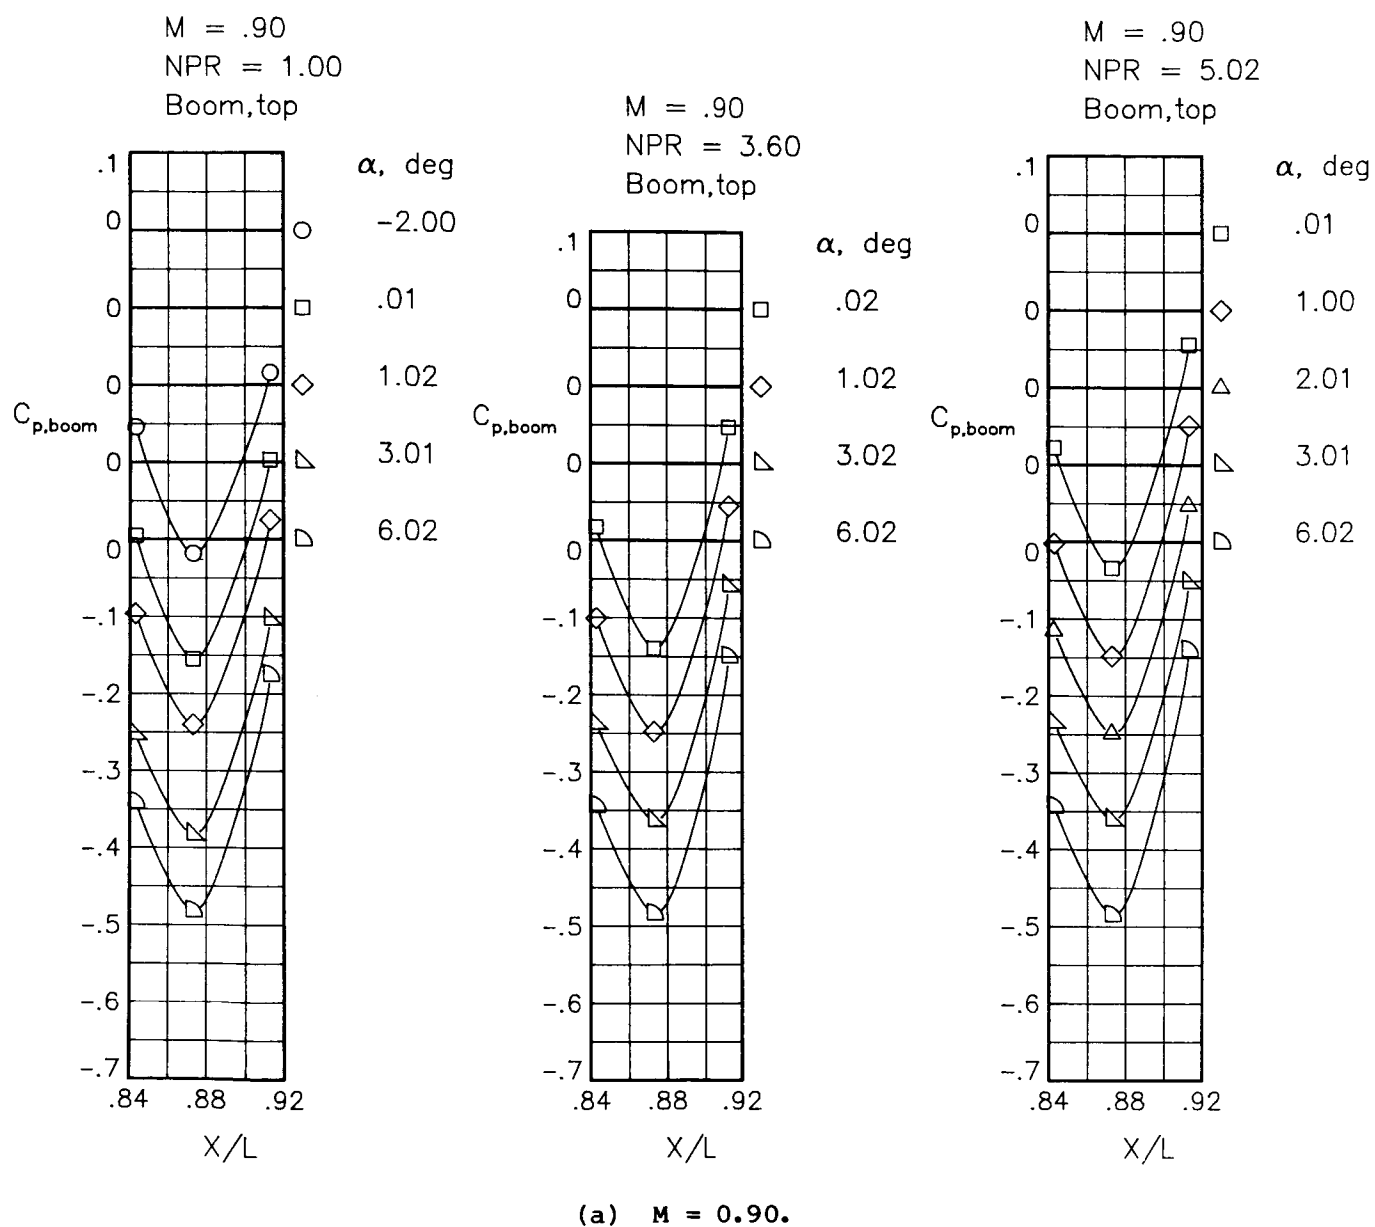 M = .90
NPR = 1.00
Boom,top
α, deg
-2.00
.01
1.02
3.01
6.02
.1
0
0
0
0
0
-.1
-.2
-.3
-.4
-.5
-.6
-.7
Cp,boom
.84 .88 .92
X/L
M = .90
NPR = 3.60
Boom,top
α, deg
.02
1.02
3.02
6.02
.1
0
0
0
0
-.1
-.2
-.3
-.4
-.5
-.6
-.7
Cp,boom
.84 .88 .92
X/L
M = .90
NPR = 5.02
Boom,top
α, deg
.01
1.00
2.01
3.01
6.02
.1
0
0
0
0
0
-.1
-.2
-.3
-.4
-.5
-.6
-.7
Cp,boom
.84 .88 .92
X/L
(a) M = 0.90.